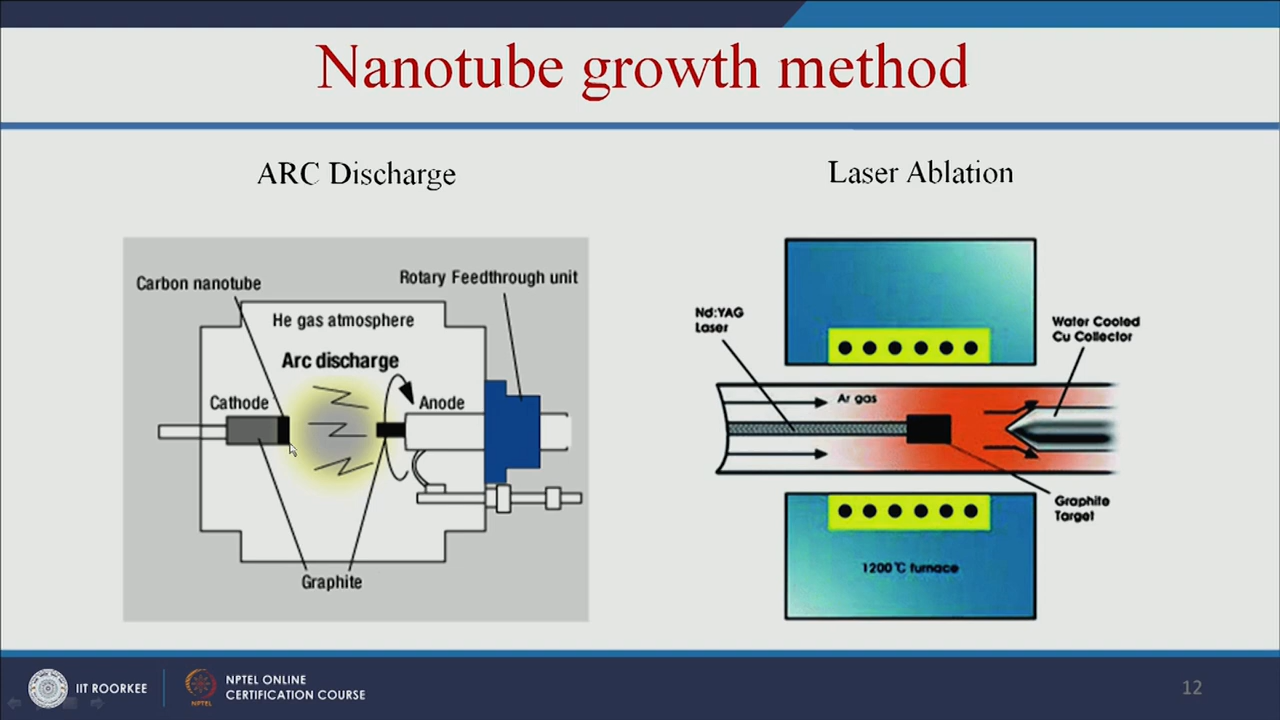 Nanotube growth method
ARC Discharge
Carbon nanotube
Rotary Feedthrough unit
He gas atmosphere
Arc discharge
Cathode
Anode
Graphite
Laser Ablation
Nd:YAG
Laser
Water Cooled
Cu Collector
Ar gas
Graphite
Target
1200℃ furnace
IIT ROORKEE
NPTEL
NPTEL ONLINE
CERTIFICATION COURSE
12